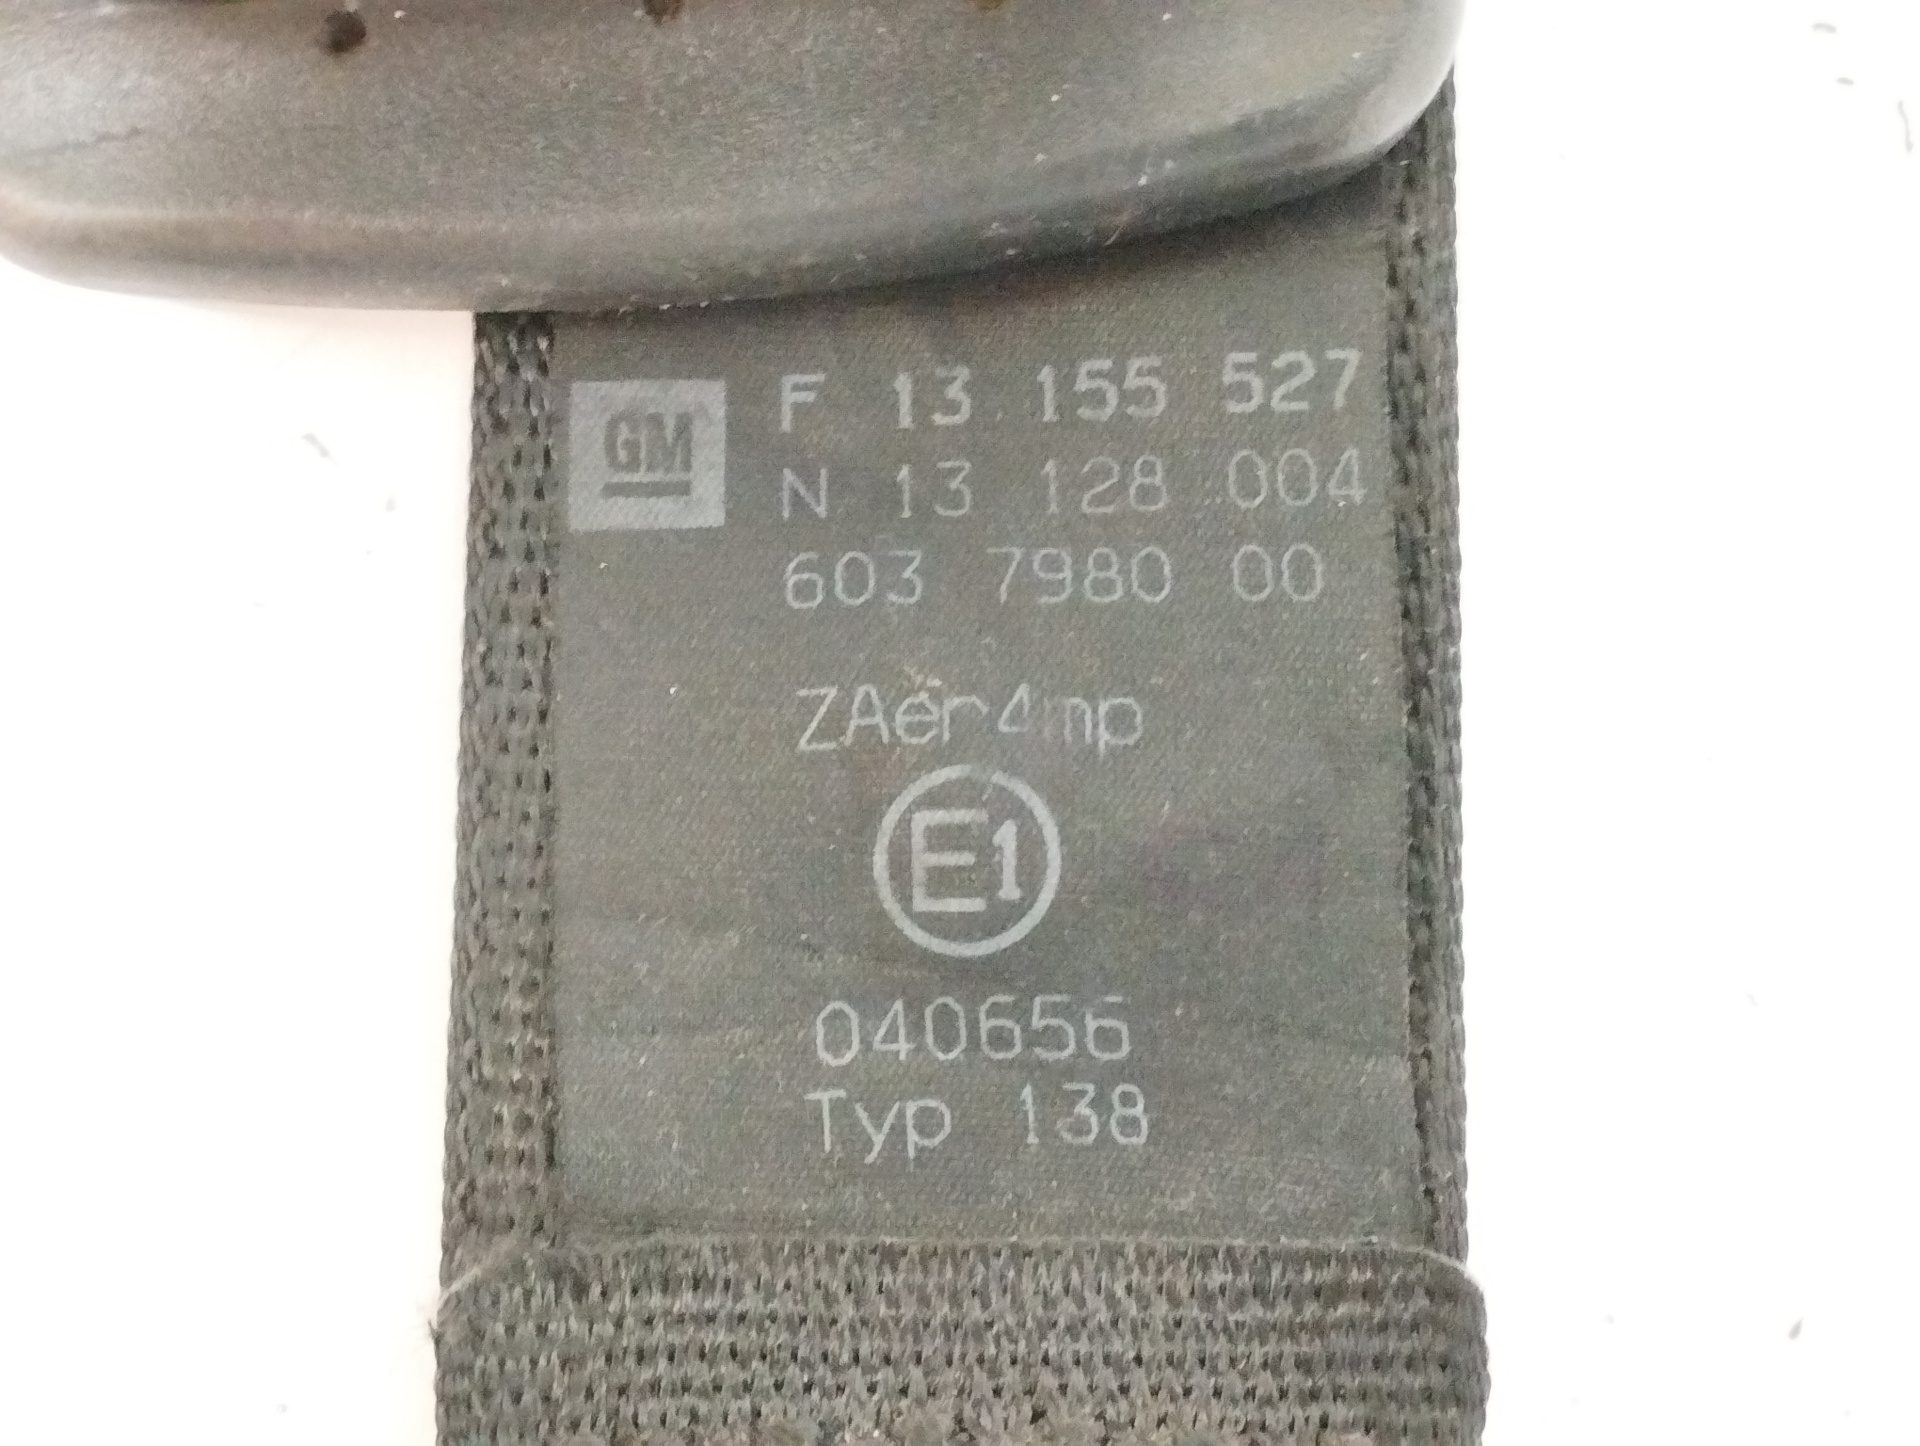 GM
F 13 155 527
N 13 128 004
603 7980 00
ZAer4mp
E1
040656
Typ 138